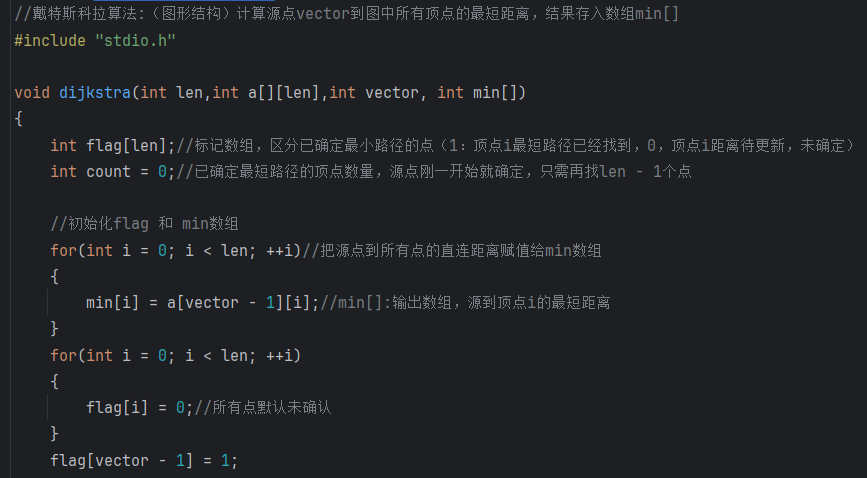 //戴特斯科拉算法:（图形结构）计算源点vector到图中所有顶点的最短距离，结果存入数组min[]
#include "stdio.h"
void dijkstra(int len,int a[][len],int vector, int min[])
{
int flag[len];//标记数组，区分已确定最小路径的点（1：顶点i最短路径已经找到，0，顶点i距离待更新，未确定）
int count = 0;//已确定最短路径的顶点数量，源点刚一开始就确定，只需再找len - 1个点
//初始化flag 和 min数组
for(int i = 0; i < len; ++i)//把源点到所有点的直连距离赋值给min数组
{
min[i] = a[vector - 1][i];//min[]:输出数组，源到顶点i的最短距离
}
for(int i = 0; i < len; ++i)
{
flag[i] = 0;//所有点默认未确认
}
flag[vector - 1] = 1;